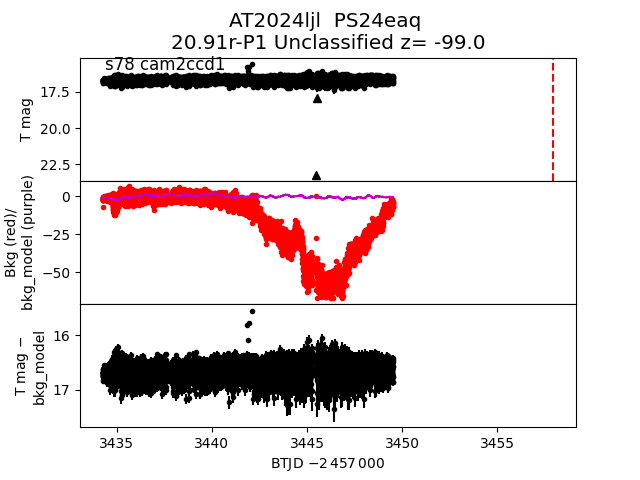 AT2024ljl  PS24eaq
20.91r-P1 Unclassified z= -99.0
s78 cam2ccd1
T mag
17.5
20.0
22.5
Bkg (red)/
bkg_model (purple)
0
−25
−50
T mag −
bkg_model
16
17
3435
3440
3445
3450
3455
BTJD −2 457 000